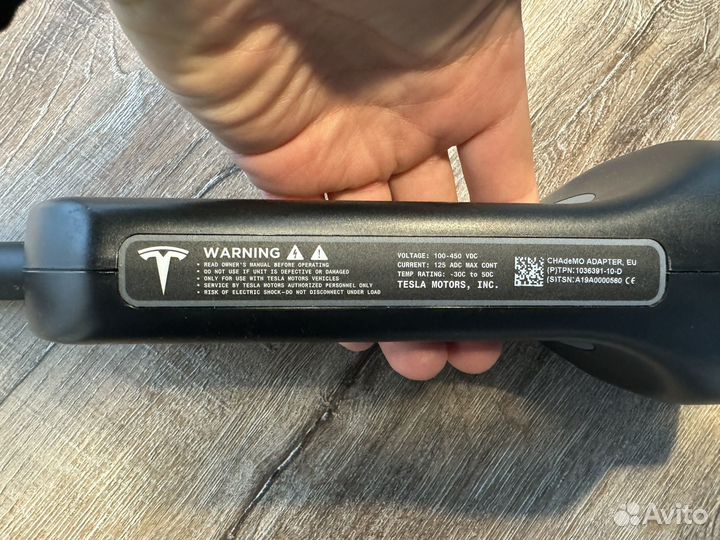 WARNING
• READ OWNER'S MANUAL BEFORE OPERATING
• DO NOT USE IF UNIT IS DEFECTIVE OR DAMAGED
• ONLY FOR USE WITH TESLA MOTORS VEHICLES
• SERVICE BY TESLA MOTORS AUTHORIZED PERSONNEL ONLY
• RISK OF ELECTRIC SHOCK—DO NOT DISCONNECT UNDER LOAD
VOLTAGE: 100-450 VDC
CURRENT: 125 ADC MAX CONT
TEMP RATING: -30C to 50C
TESLA MOTORS, INC.
CHAdeMO ADAPTER, EU
(P)TPN:1036391-10-D
(S)TSN:A19A0000560 CE
Avito